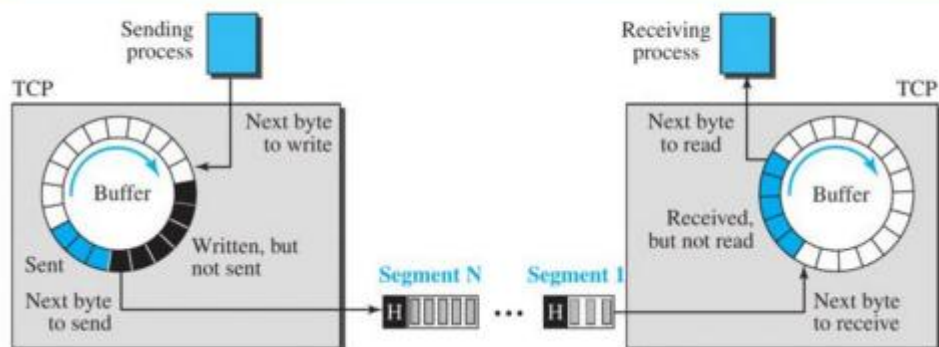 Sending
process
Receiving
process
TCP
TCP
Next byte
to write
Next byte
to read
Buffer
Buffer
Received,
but not read
Written, but
not sent
Sent
Segment N
Segment 1
Next byte
to send
H
•••
H
Next byte
to receive